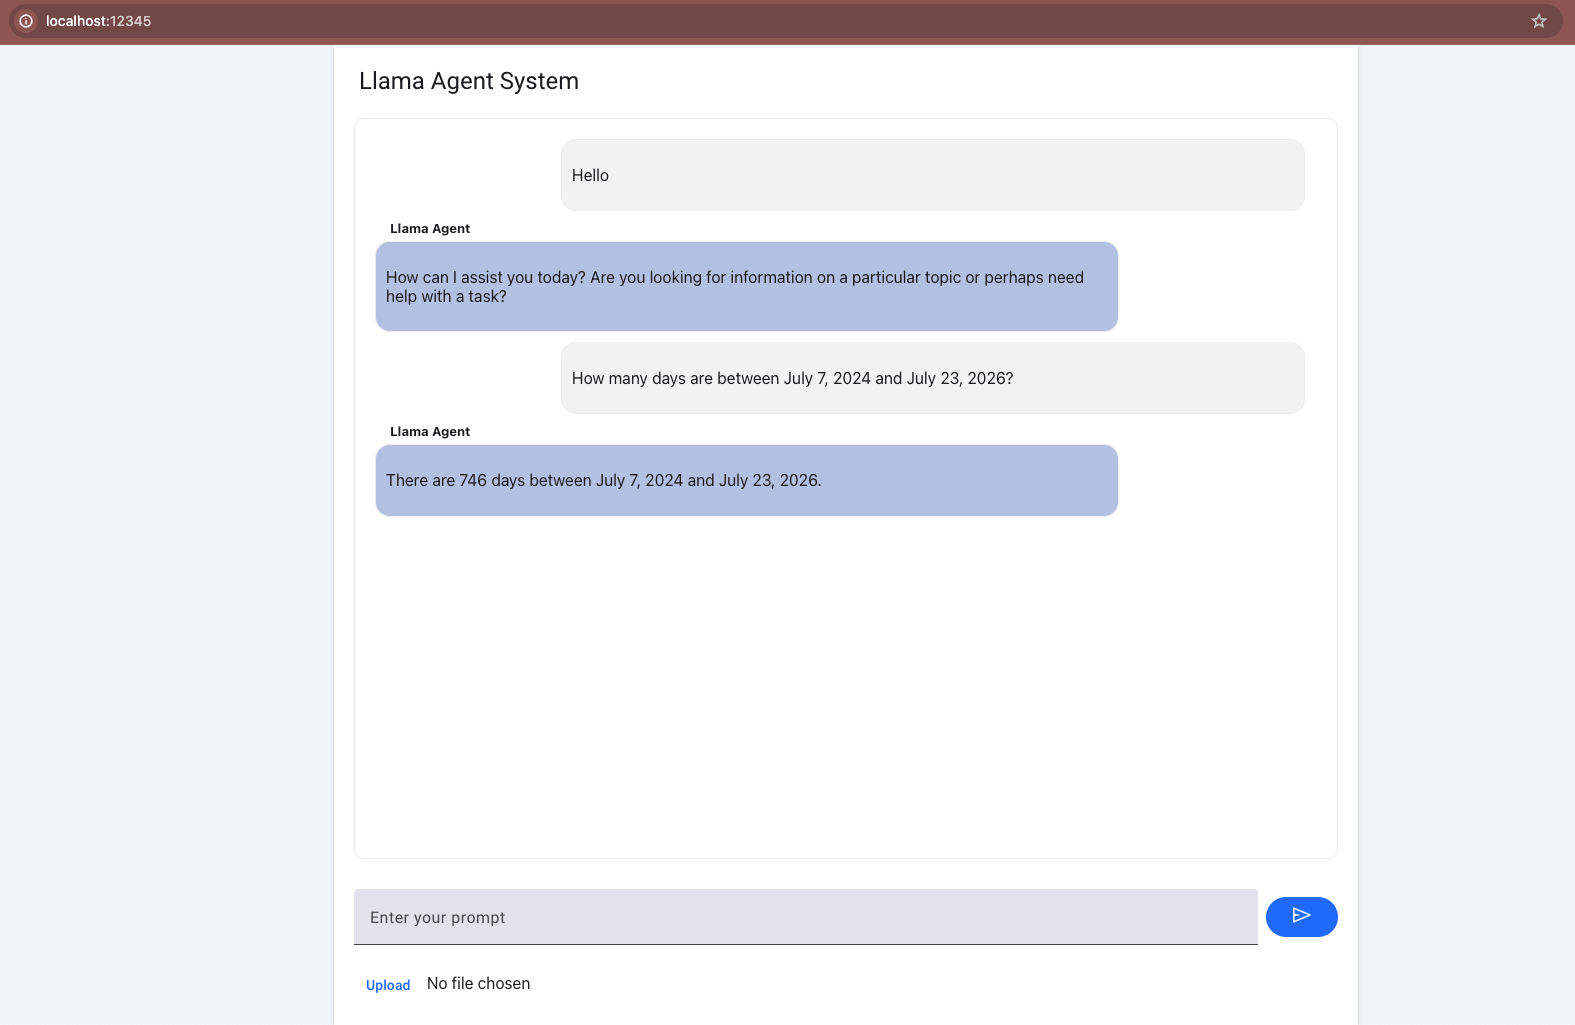 localhost:12345
Llama Agent System
Hello
Llama Agent
How can I assist you today? Are you looking for information on a particular topic or perhaps need
help with a task?
How many days are between July 7, 2024 and July 23, 2026?
Llama Agent
There are 746 days between July 7, 2024 and July 23, 2026.
Enter your prompt
Upload No file chosen